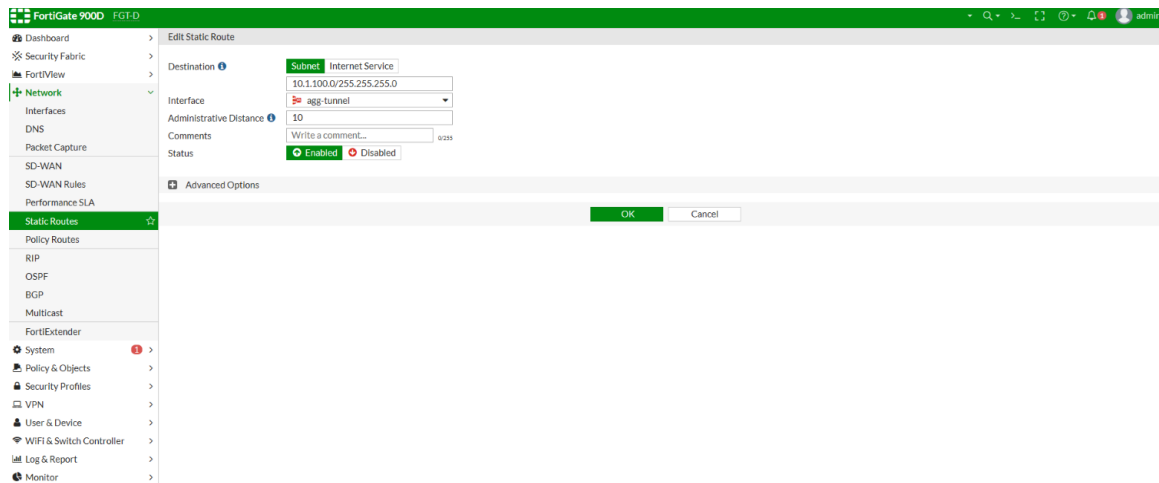 FortiGate 900D FGT-D
1
admin
Dashboard
Security Fabric
FortiView
Network
Interfaces
DNS
Packet Capture
SD-WAN
SD-WAN Rules
Performance SLA
Static Routes
Policy Routes
RIP
OSPF
BGP
Multicast
FortiExtender
System 1
Policy & Objects
Security Profiles
VPN
User & Device
WiFi & Switch Controller
Log & Report
Monitor
Edit Static Route
Destination Subnet Internet Service
10.1.100.0/255.255.255.0
Interface agg-tunnel
Administrative Distance 10
Comments Write a comment... 0/255
Status Enabled Disabled
Advanced Options
OK Cancel